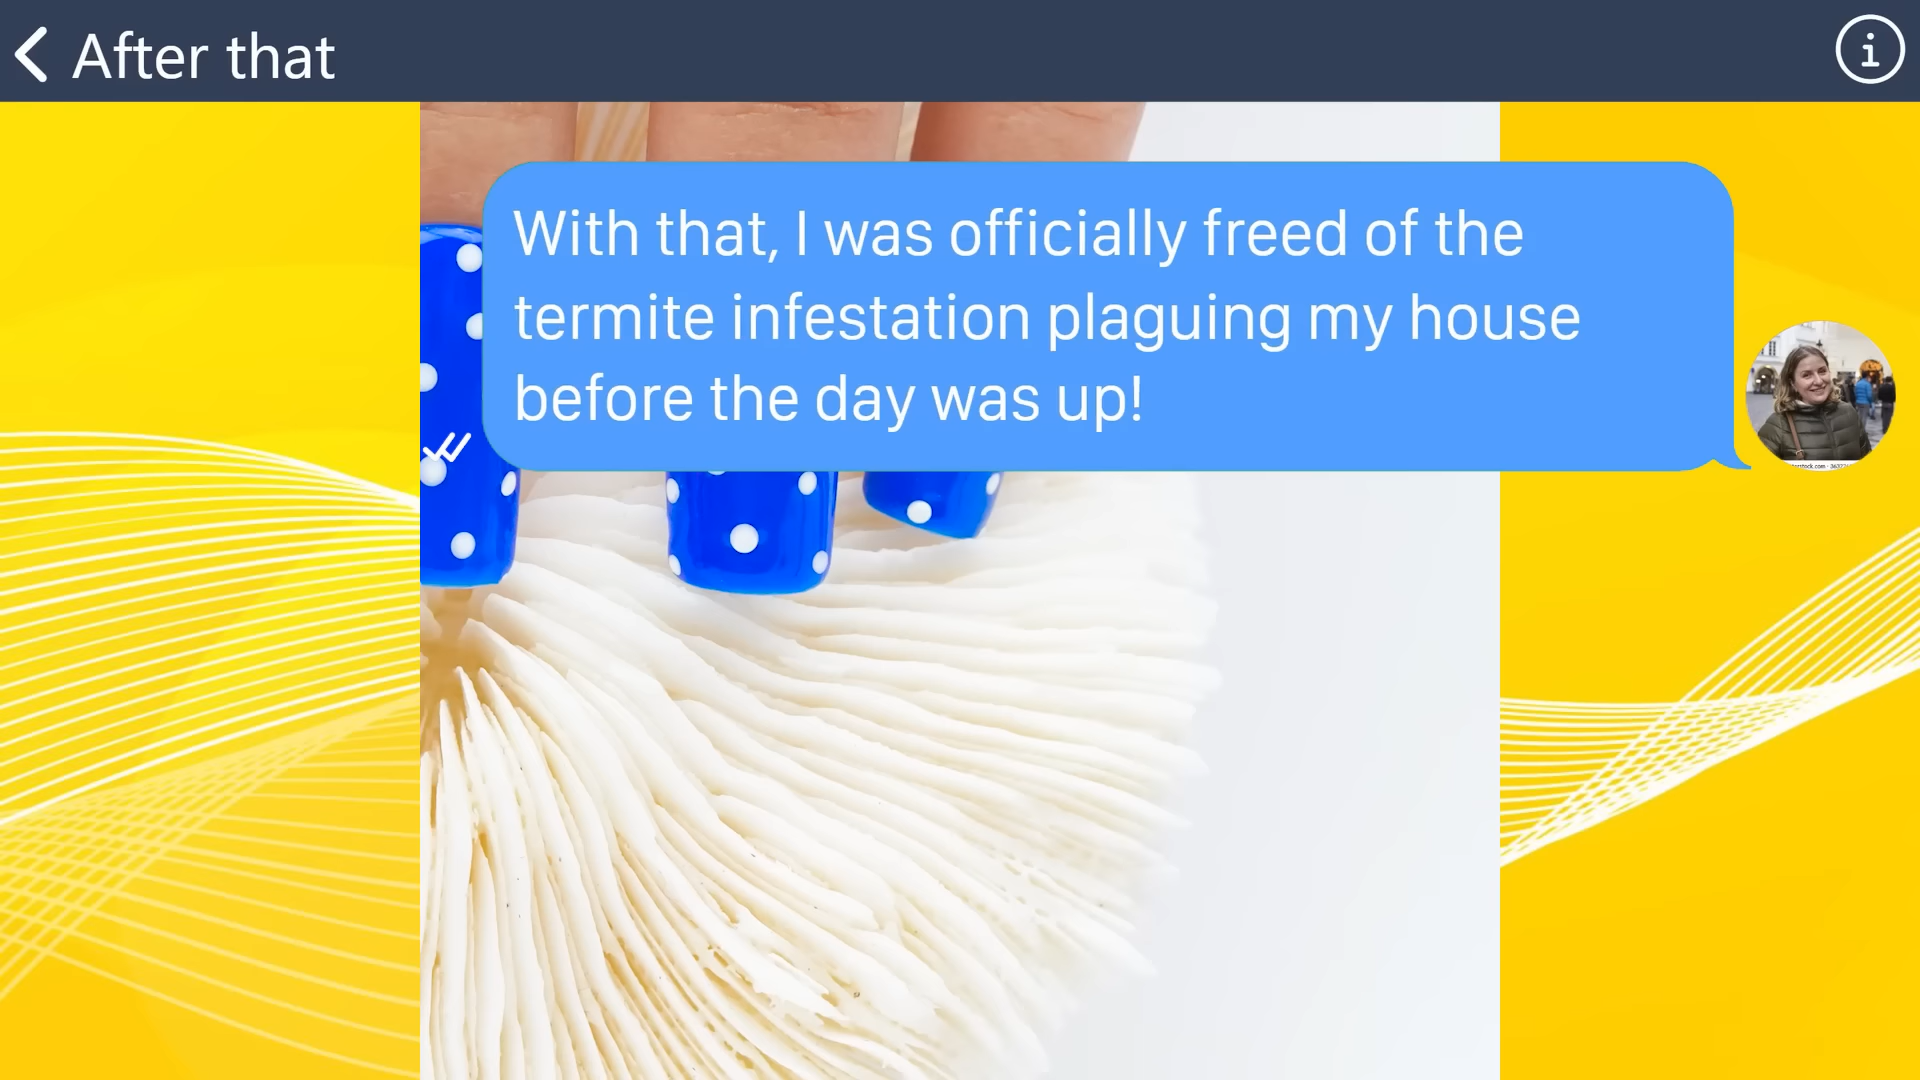 After that
With that, I was officially freed of the
termite infestation plaguing my house
before the day was up!